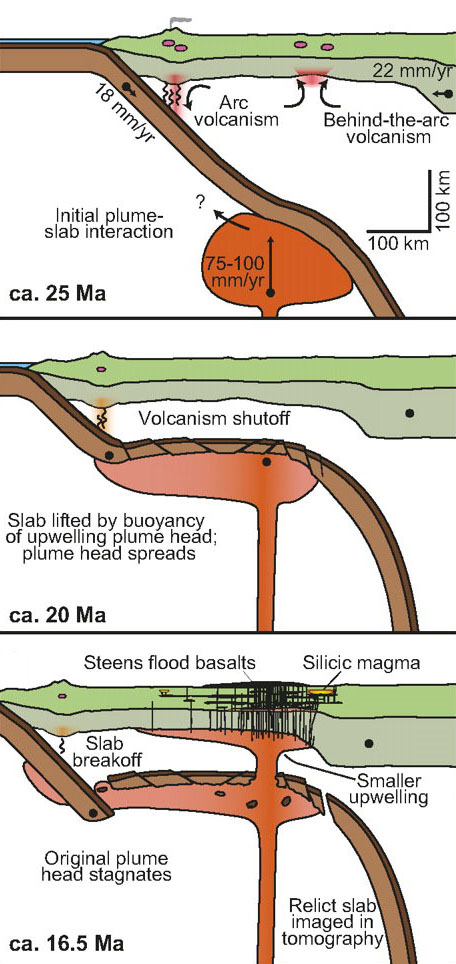 22 mm/yr
18 mm/yr
Arc
volcanism
Behind-the-arc
volcanism
Initial plume-
slab interaction
?
100 km
100 km
75-100
mm/yr
ca. 25 Ma
Volcanism shutoff
Slab lifted by buoyancy
of upwelling plume head;
plume head spreads
ca. 20 Ma
Steens flood basalts
Silicic magma
Slab
breakoff
Smaller
upwelling
Original plume
head stagnates
Relict slab
imaged in
tomography
ca. 16.5 Ma